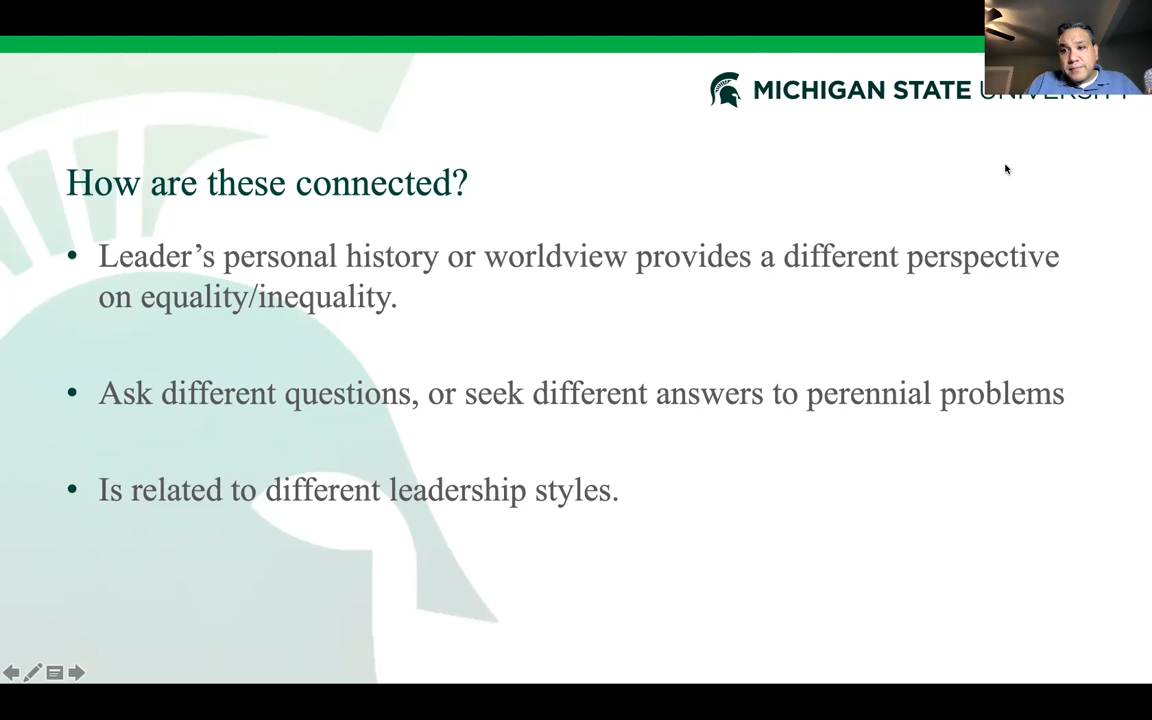 MICHIGAN STATE UNIVERSITY
How are these connected?
• Leader’s personal history or worldview provides a different perspective
on equality/inequality.
• Ask different questions, or seek different answers to perennial problems
• Is related to different leadership styles.